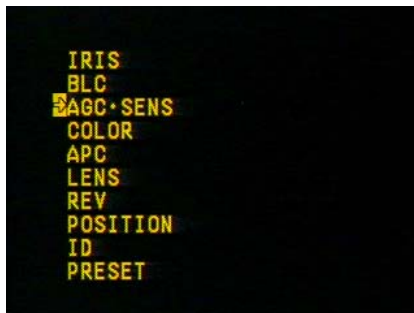 IRIS
BLC
AGC·SENS
COLOR
APC
LENS
REV
POSITION
ID
PRESET